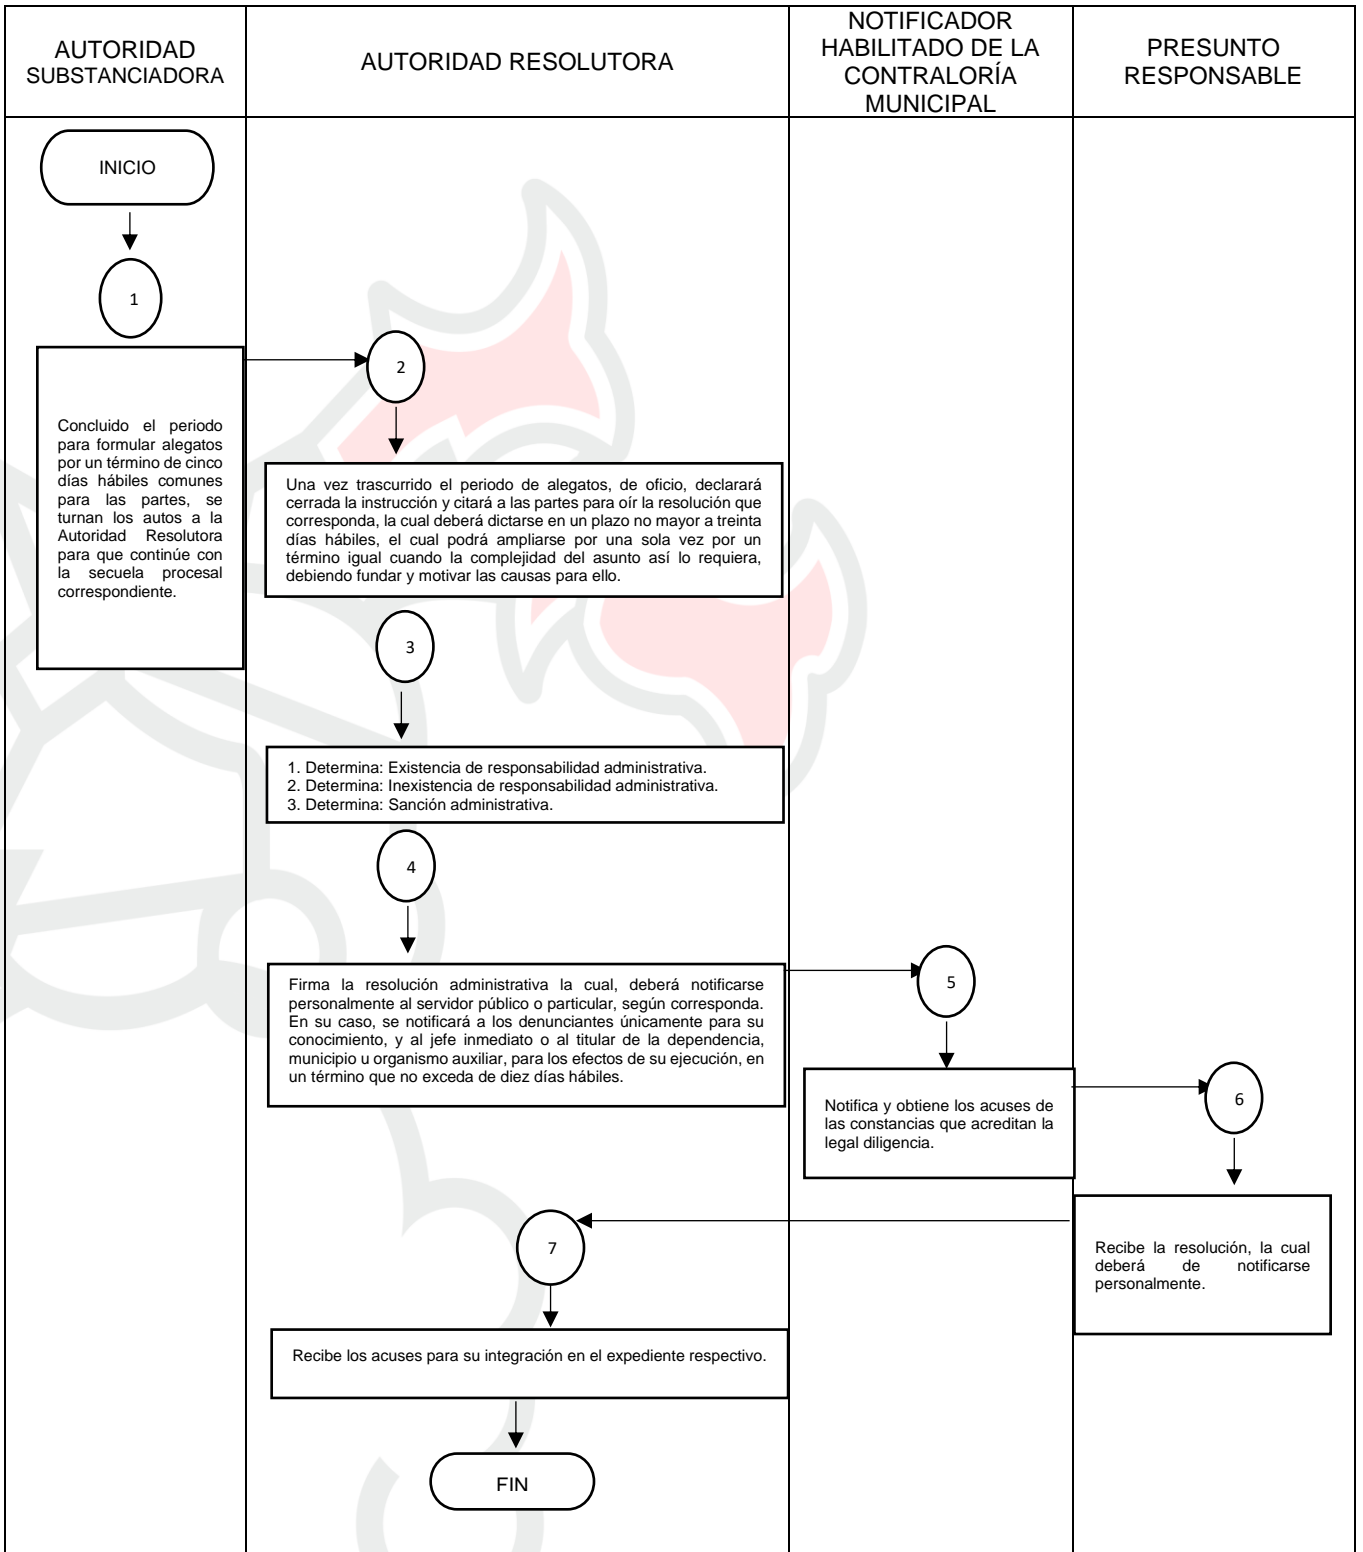 AUTORIDAD
SUBSTANCIADORA
AUTORIDAD RESOLUTORA
NOTIFICADOR
HABILITADO DE LA
CONTRALORÍA
MUNICIPAL
PRESUNTO
RESPONSABLE
INICIO
1
Concluido el periodo
para formular alegatos
por un término de cinco
días hábiles comunes
para las partes, se
turnan los autos a la
Autoridad Resolutora
para que continúe con
la secuela procesal
correspondiente.
2
Una vez trascurrido el periodo de alegatos, de oficio, declarará
cerrada la instrucción y citará a las partes para oír la resolución que
corresponda, la cual deberá dictarse en un plazo no mayor a treinta
días hábiles, el cual podrá ampliarse por una sola vez por un
término igual cuando la complejidad del asunto así lo requiera,
debiendo fundar y motivar las causas para ello.
3
1. Determina: Existencia de responsabilidad administrativa.
2. Determina: Inexistencia de responsabilidad administrativa.
3. Determina: Sanción administrativa.
4
Firma la resolución administrativa la cual, deberá notificarse
personalmente al servidor público o particular, según corresponda.
En su caso, se notificará a los denunciantes únicamente para su
conocimiento, y al jefe inmediato o al titular de la dependencia,
municipio u organismo auxiliar, para los efectos de su ejecución, en
un término que no exceda de diez días hábiles.
5
Notifica y obtiene los acuses de
las constancias que acreditan la
legal diligencia.
6
Recibe la resolución, la cual
deberá de notificarse
personalmente.
7
Recibe los acuses para su integración en el expediente respectivo.
FIN